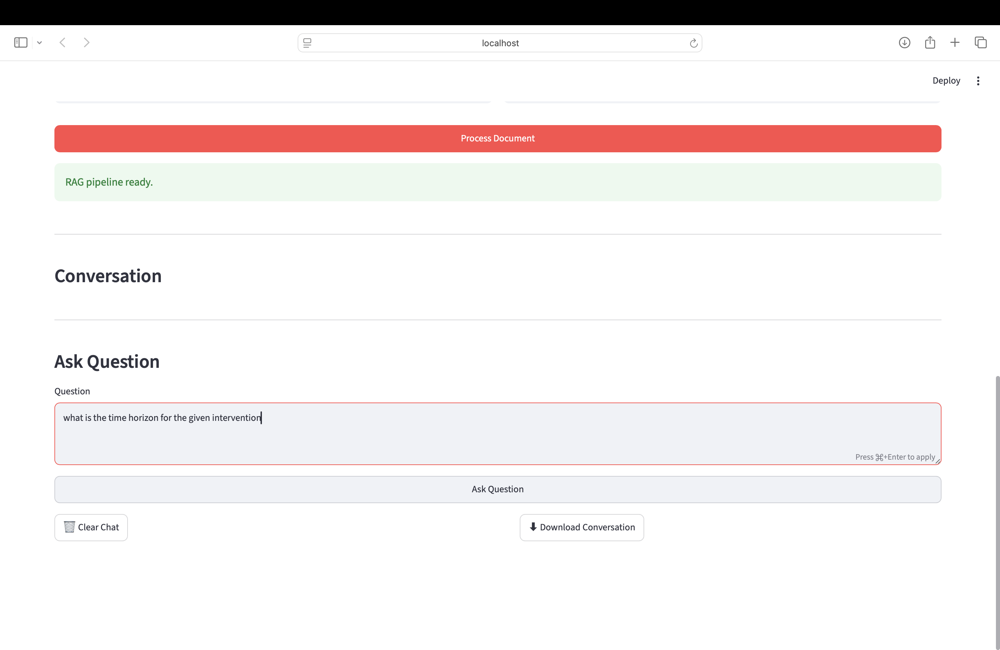 localhost
Deploy
Process Document
RAG pipeline ready.
Conversation
Ask Question
Question
what is the time horizon for the given intervention
Press ⌘+Enter to apply
Ask Question
Clear Chat
Download Conversation